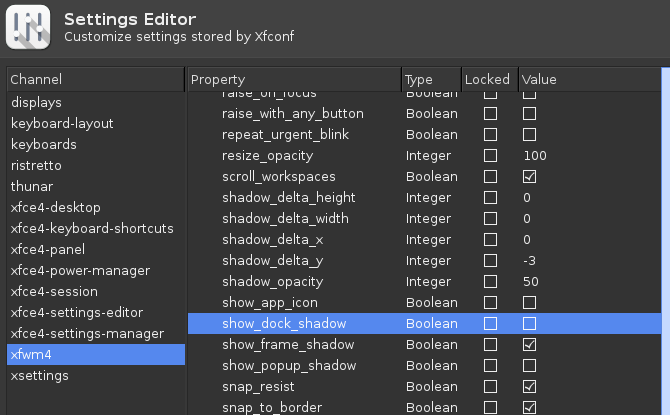 Settings Editor
Customize settings stored by Xfconf
Channel
displays
keyboard-layout
keyboards
ristretto
thunar
xfce4-desktop
xfce4-keyboard-shortcuts
xfce4-panel
xfce4-power-manager
xfce4-session
xfce4-settings-editor
xfce4-settings-manager
xfwm4
xsettings
Property Type Locked Value
raise_on_focus Boolean
raise_with_any_button Boolean
repeat_urgent_blink Boolean
resize_opacity Integer 100
scroll_workspaces Boolean
shadow_delta_height Integer 0
shadow_delta_width Integer 0
shadow_delta_x Integer 0
shadow_delta_y Integer -3
shadow_opacity Integer 50
show_app_icon Boolean
show_dock_shadow Boolean
show_frame_shadow Boolean
show_popup_shadow Boolean
snap_resist Boolean
snap_to_border Boolean